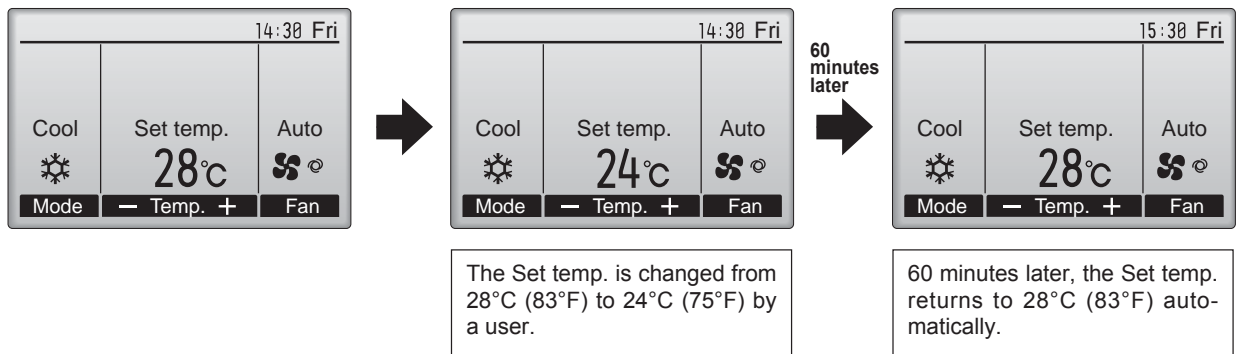 14:30 Fri
Cool Set temp. Auto
28°C
Mode — Temp. + Fan
14:30 Fri
Cool Set temp. Auto
24°C
Mode — Temp. + Fan
60
minutes
later
15:30 Fri
Cool Set temp. Auto
28°C
Mode — Temp. + Fan
The Set temp. is changed from
28°C (83°F) to 24°C (75°F) by
a user.
60 minutes later, the Set temp.
returns to 28°C (83°F) auto-
matically.